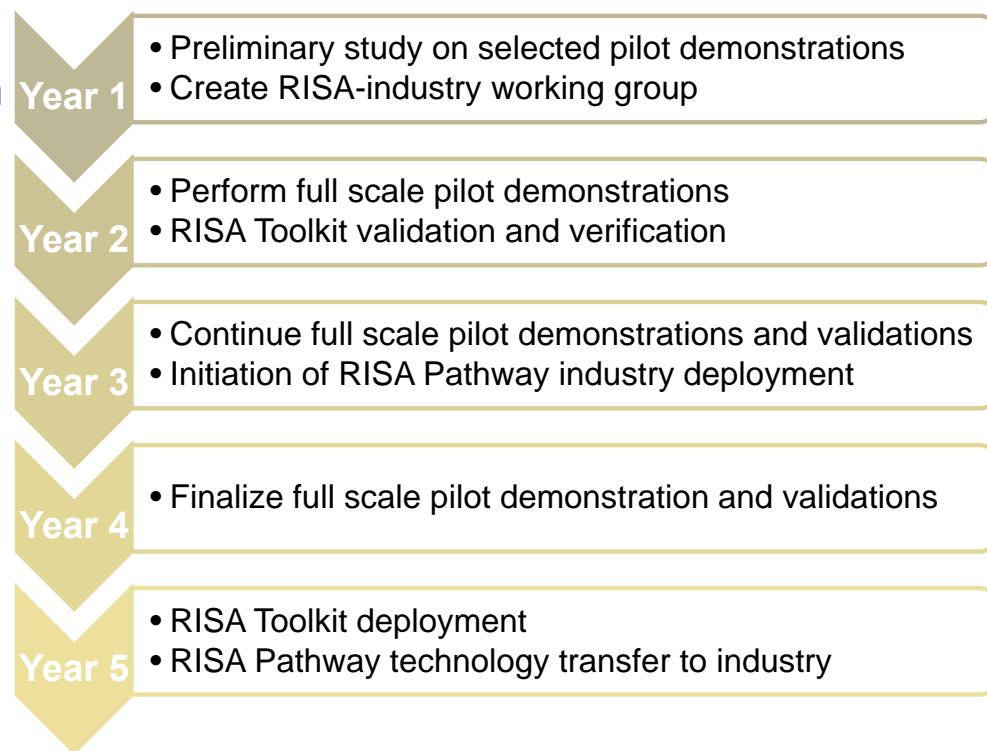 Year 1
• Preliminary study on selected pilot demonstrations
• Create RISA-industry working group
Year 2
• Perform full scale pilot demonstrations
• RISA Toolkit validation and verification
Year 3
• Continue full scale pilot demonstrations and validations
• Initiation of RISA Pathway industry deployment
Year 4
• Finalize full scale pilot demonstration and validations
Year 5
• RISA Toolkit deployment
• RISA Pathway technology transfer to industry